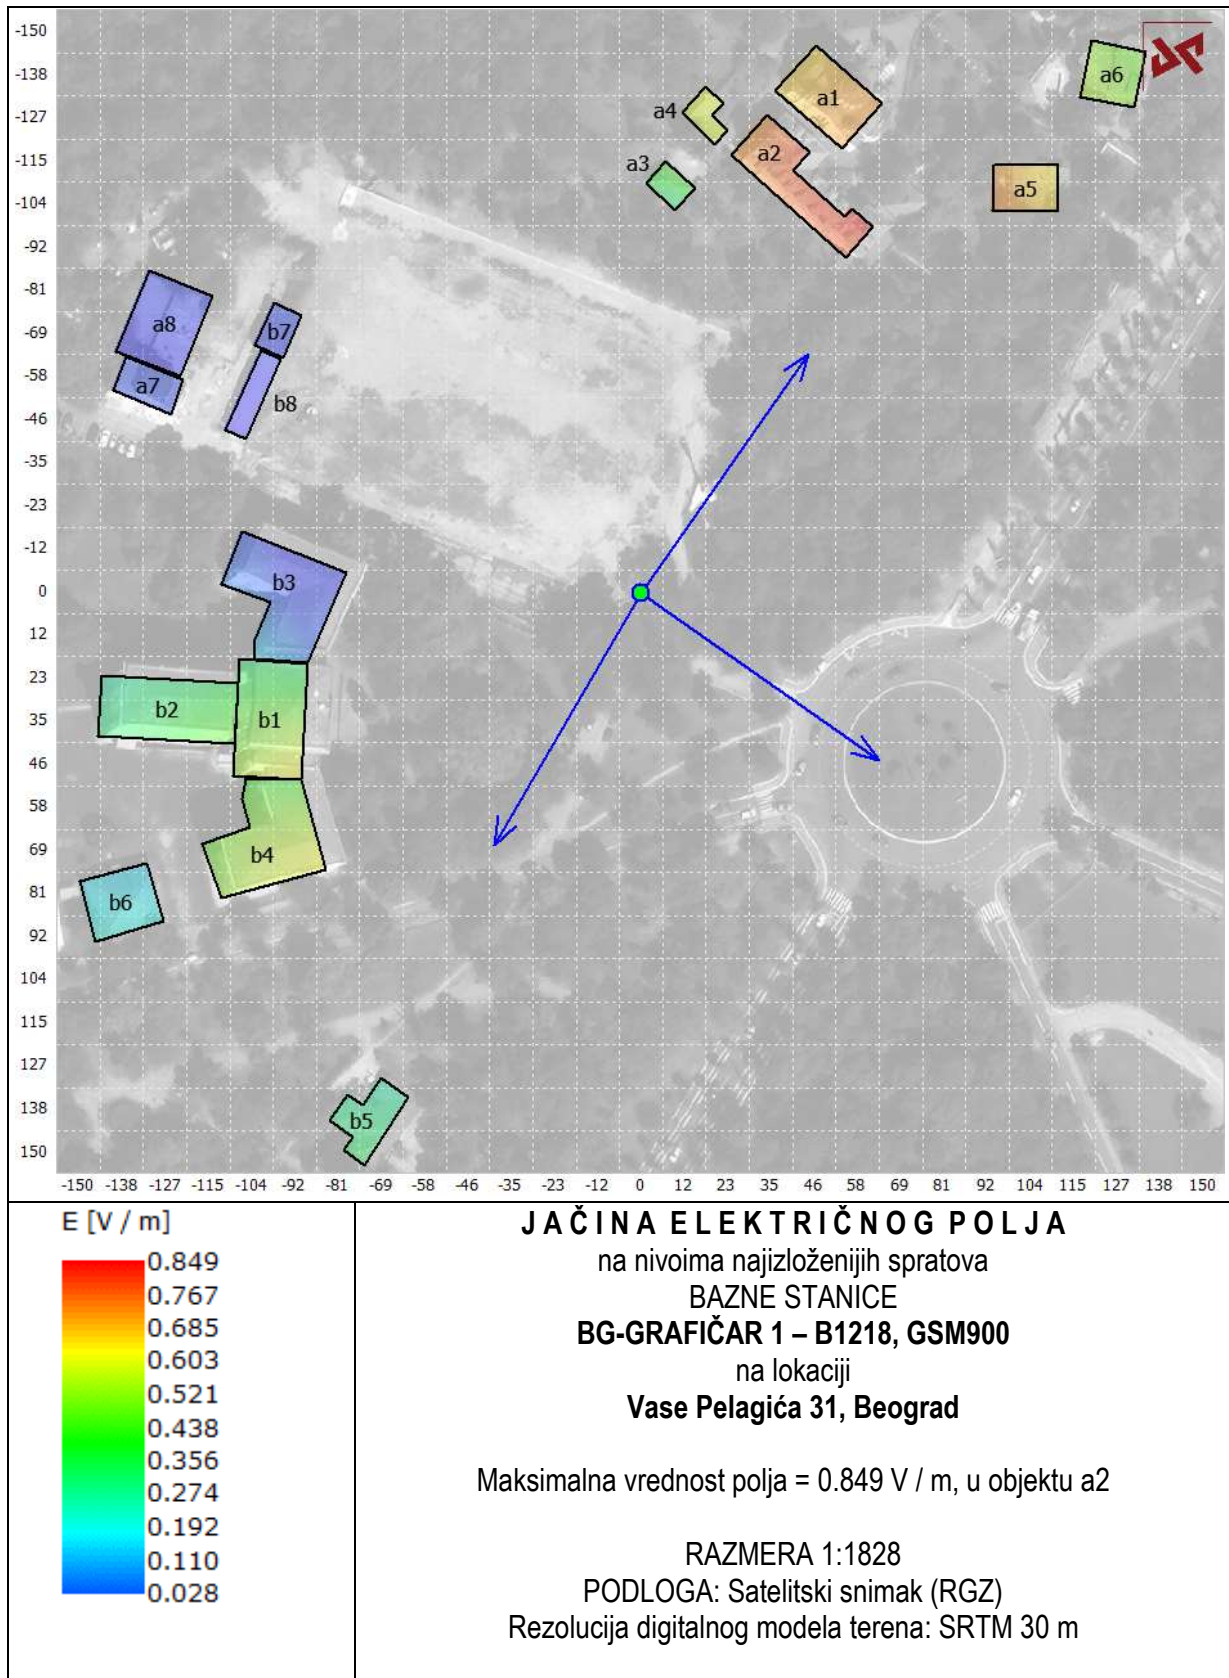 -150
-138
-127
-115
-104
-92
-81
-69
-58
-46
-35
-23
-12
0
12
23
35
46
58
69
81
92
104
115
127
138
150
a1
a2
a3
a4
a5
a6
a8
a7
b7
b8
b3
b2
b1
b4
b6
b5
-150 -138 -127 -115 -104 -92 -81 -69 -58 -46 -35 -23 -12 0 12 23 35 46 58 69 81 92 104 115 127 138 150
E [V / m]
0.849
0.767
0.685
0.603
0.521
0.438
0.356
0.274
0.192
0.110
0.028
JAČINA ELEKTRIČNOG POLJA
na nivoima najizloženijih spratova
BAZNE STANICE
BG-GRAFIČAR 1 – B1218, GSM900
na lokaciji
Vase Pelagića 31, Beograd
Maksimalna vrednost polja = 0.849 V / m, u objektu a2
RAZMERA 1:1828
PODLOGA: Satelitski snimak (RGZ)
Rezolucija digitalnog modela terena: SRTM 30 m